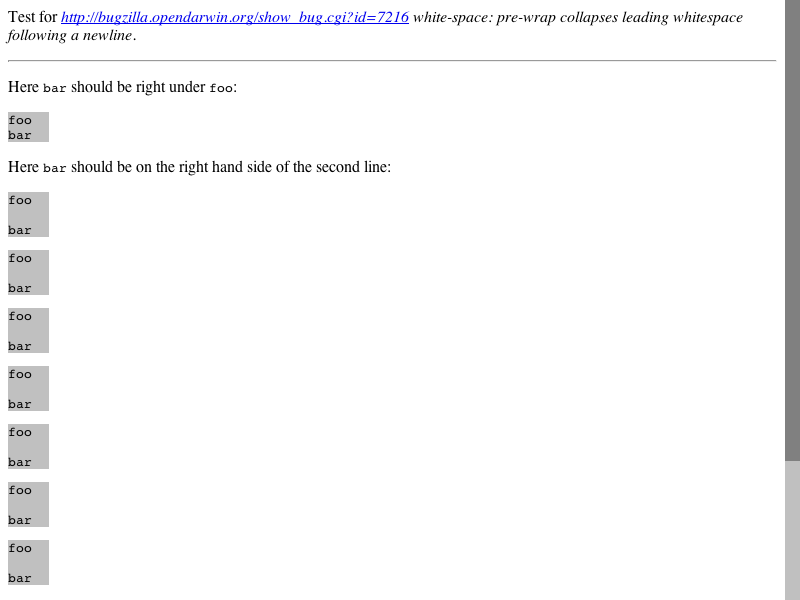 Test for http://bugzilla.opendarwin.org/show_bug.cgi?id=7216 white-space: pre-wrap collapses leading whitespace
following a newline.
Here bar should be right under foo:
foo
bar
Here bar should be on the right hand side of the second line:
foo
bar
foo
bar
foo
bar
foo
bar
foo
bar
foo
bar
foo
bar